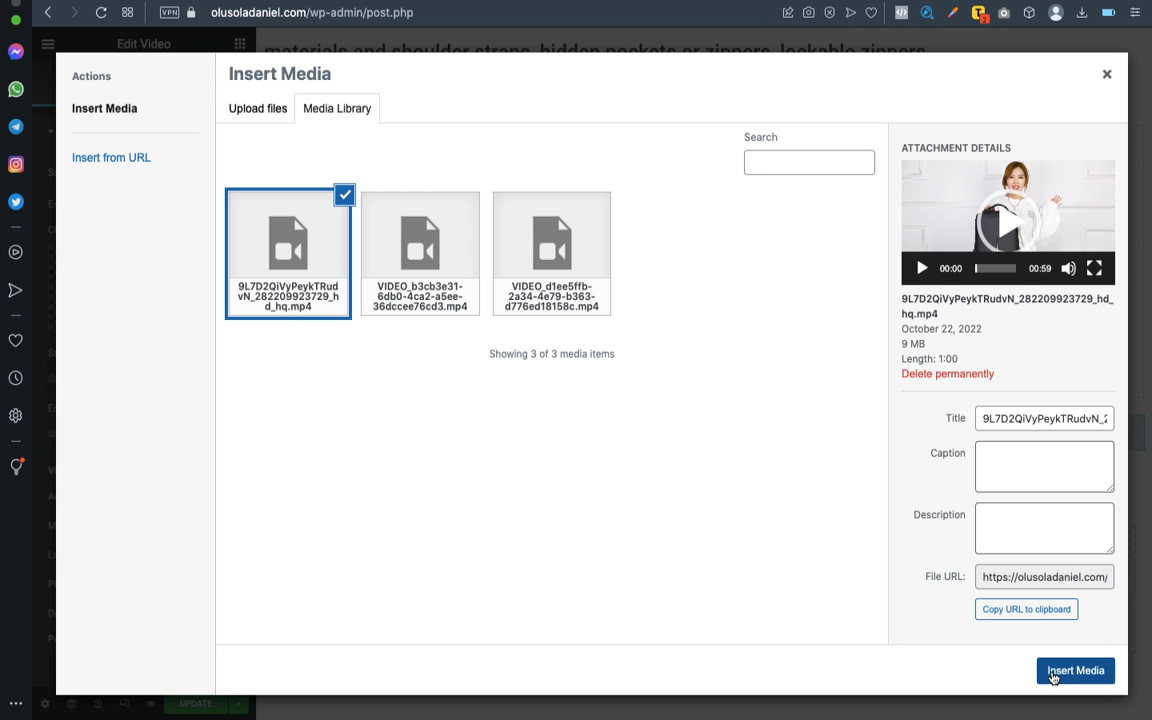 VPN olusoladaniel.com/wp-admin/post.php
Edit Video
materials and shoulder straps, hidden pockets or zippers, lockable zippers
Actions
Insert Media
Insert from URL
Insert Media
Upload files
Media Library
Search
9L7D2QiVyPeykTRud
vN_282209923729_h
d_hq.mp4
VIDEO_b3cb3e31-
6db0-4ca2-a5ee-
36dccee76cd3.mp4
VIDEO_d1ee5ffb-
2a34-4e79-b363-
d776ed18158c.mp4
Showing 3 of 3 media items
ATTACHMENT DETAILS
00:00
00:59
9L7D2QiVyPeykTRudvN_282209923729_hd_
hq.mp4
October 22, 2022
9 MB
Length: 1:00
Delete permanently
Title
9L7D2QiVyPeykTRudvN_2
Caption
Description
File URL:
https://olusoladaniel.com/
Copy URL to clipboard
Insert Media
UPDATE